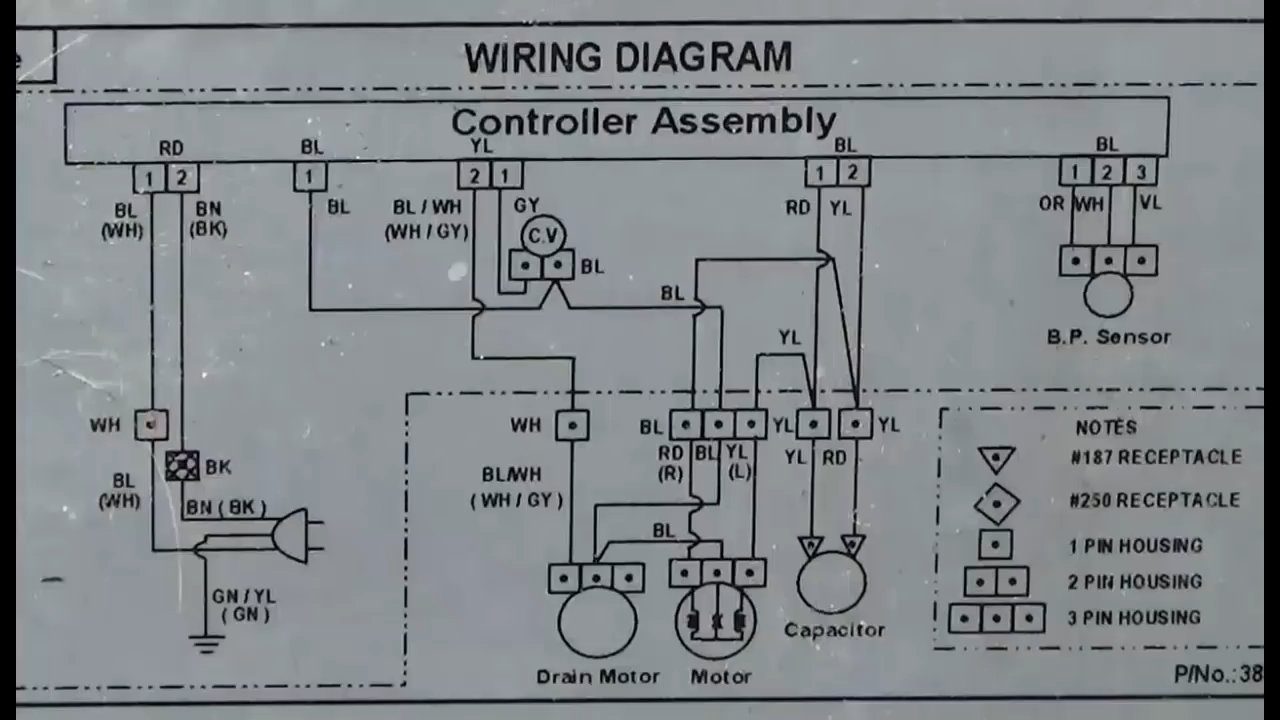 WIRING DIAGRAM
Controller Assembly
RD BL YL BL BL
1 2 1 2 1 1 2 1 2 3
BL BN BL BL / WH GY RD YL OR WH VL
(WH) (BK) (WH / GY)
C.V
BL
BL
B.P. Sensor
YL
WH WH BL YL YL
NOTES
RD BL YL YL RD
(R) (L)
#187 RECEPTACLE
BK
BL BL/WH
(WH) ( WH / GY )
#250 RECEPTACLE
BN ( BK )
BL
1 PIN HOUSING
2 PIN HOUSING
GN / YL
( GN )
3 PIN HOUSING
Capacitor
Drain Motor Motor
P/No.:38